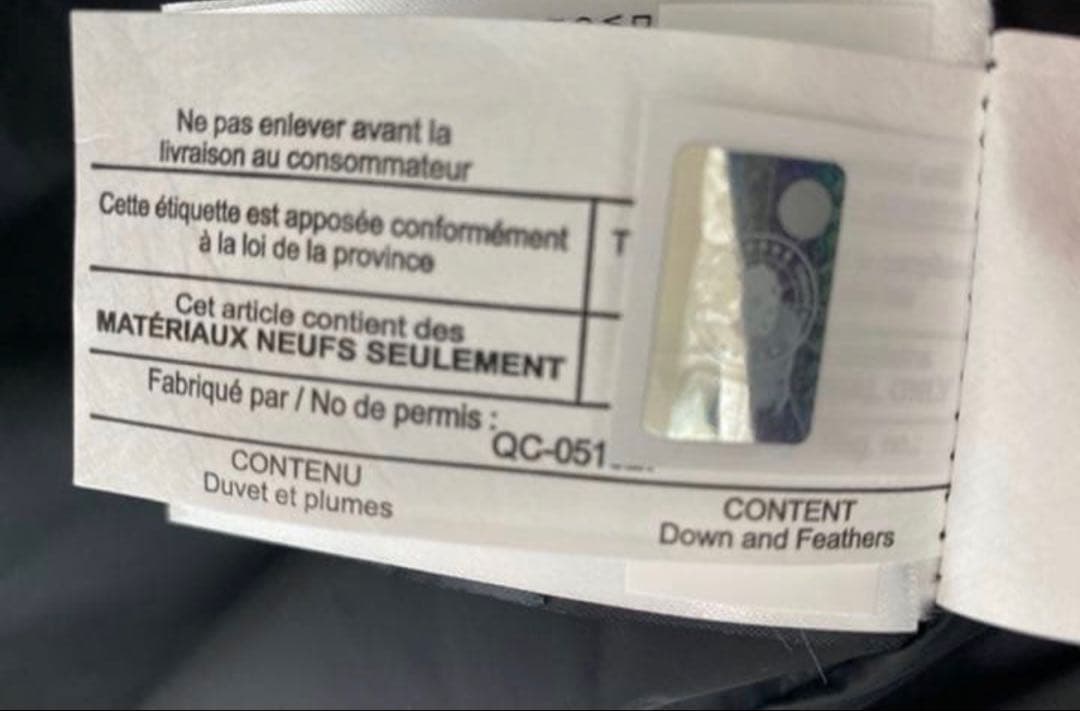 Ne pas enlever avant la
livraison au consommateur
Cette étiquette est apposée conformément
à la loi de la province
T
Cet article contient des
MATÉRIAUX NEUFS SEULEMENT
Fabriqué par / No de permis :
QC-051
CONTENU
Duvet et plumes
CONTENT
Down and Feathers